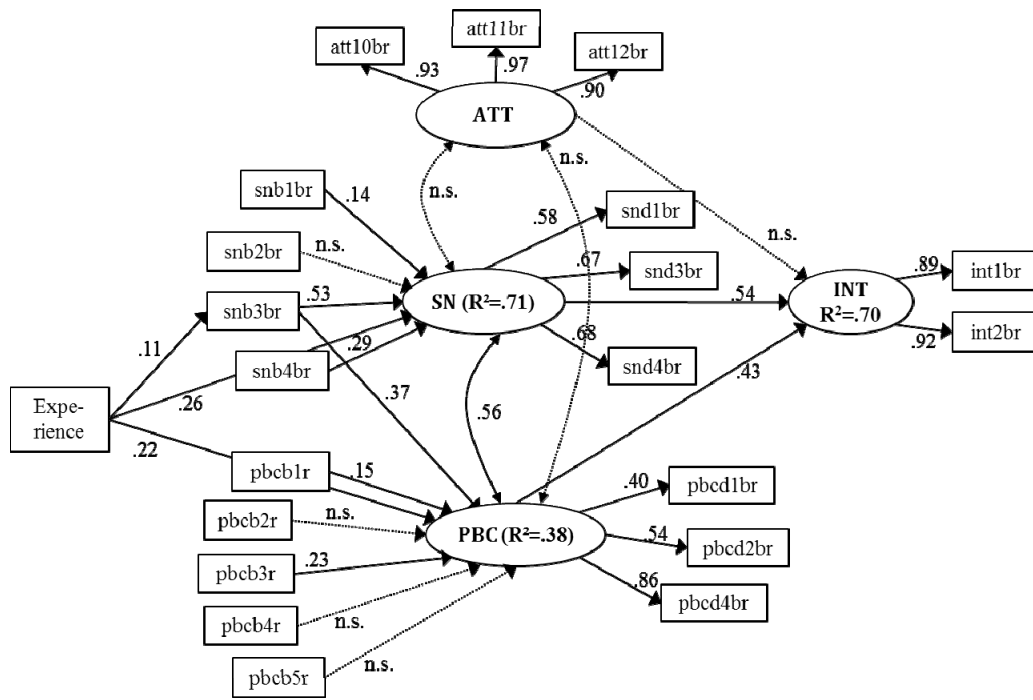 att10br
att11br
att12br
.93
.97
.90
ATT
n.s.
n.s.
n.s.
snb1br
.14
snb2br
n.s.
snb3br
.53
snb4br
.29
SN (R²=.71)
.58
snd1br
.67
snd3br
.68
snd4br
.54
INT
R²=.70
.89
int1br
.92
int2br
.43
.11
Expe-
rience
.26
.22
.37
.56
pbcb1r
.15
pbcb2r
n.s.
pbcb3r
.23
pbcb4r
n.s.
pbcb5r
n.s.
PBC (R²=.38)
.40
pbcd1br
.54
pbcd2br
.86
pbcd4br